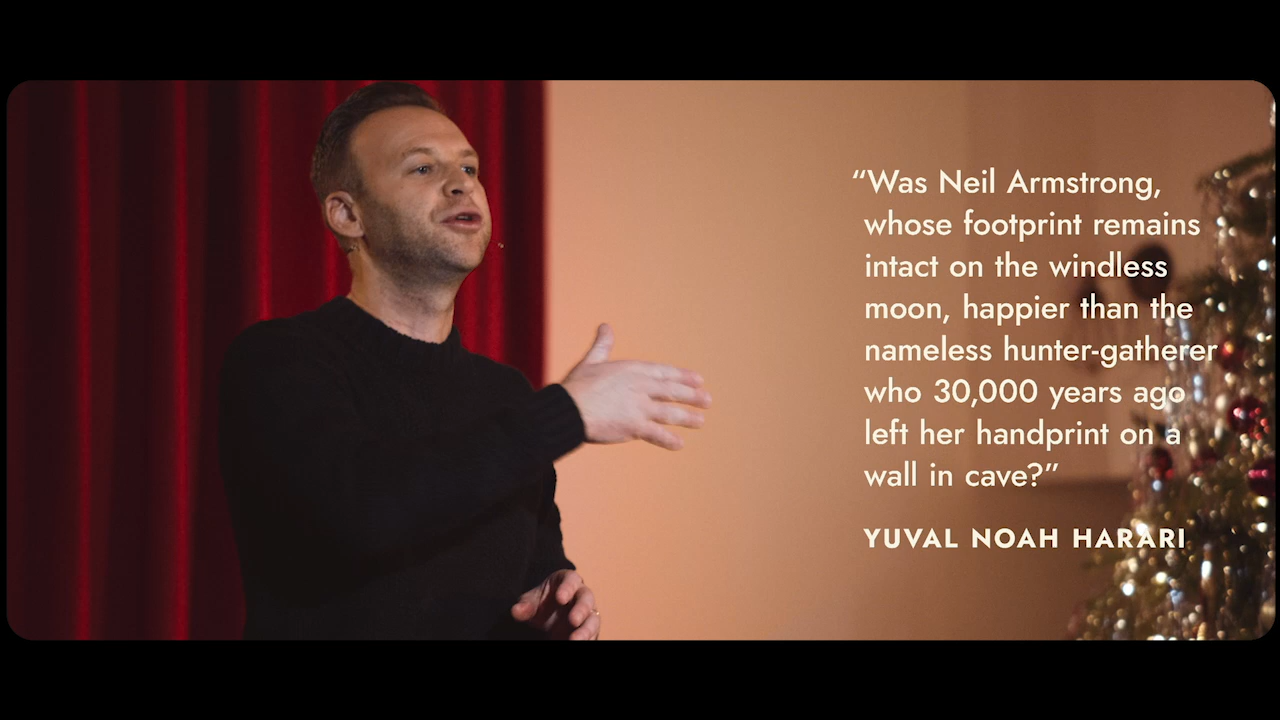 “Was Neil Armstrong,
whose footprint remains
intact on the windless
moon, happier than the
nameless hunter-gatherer
who 30,000 years ago
left her handprint on a
wall in cave?”
YUVAL NOAH HARARI